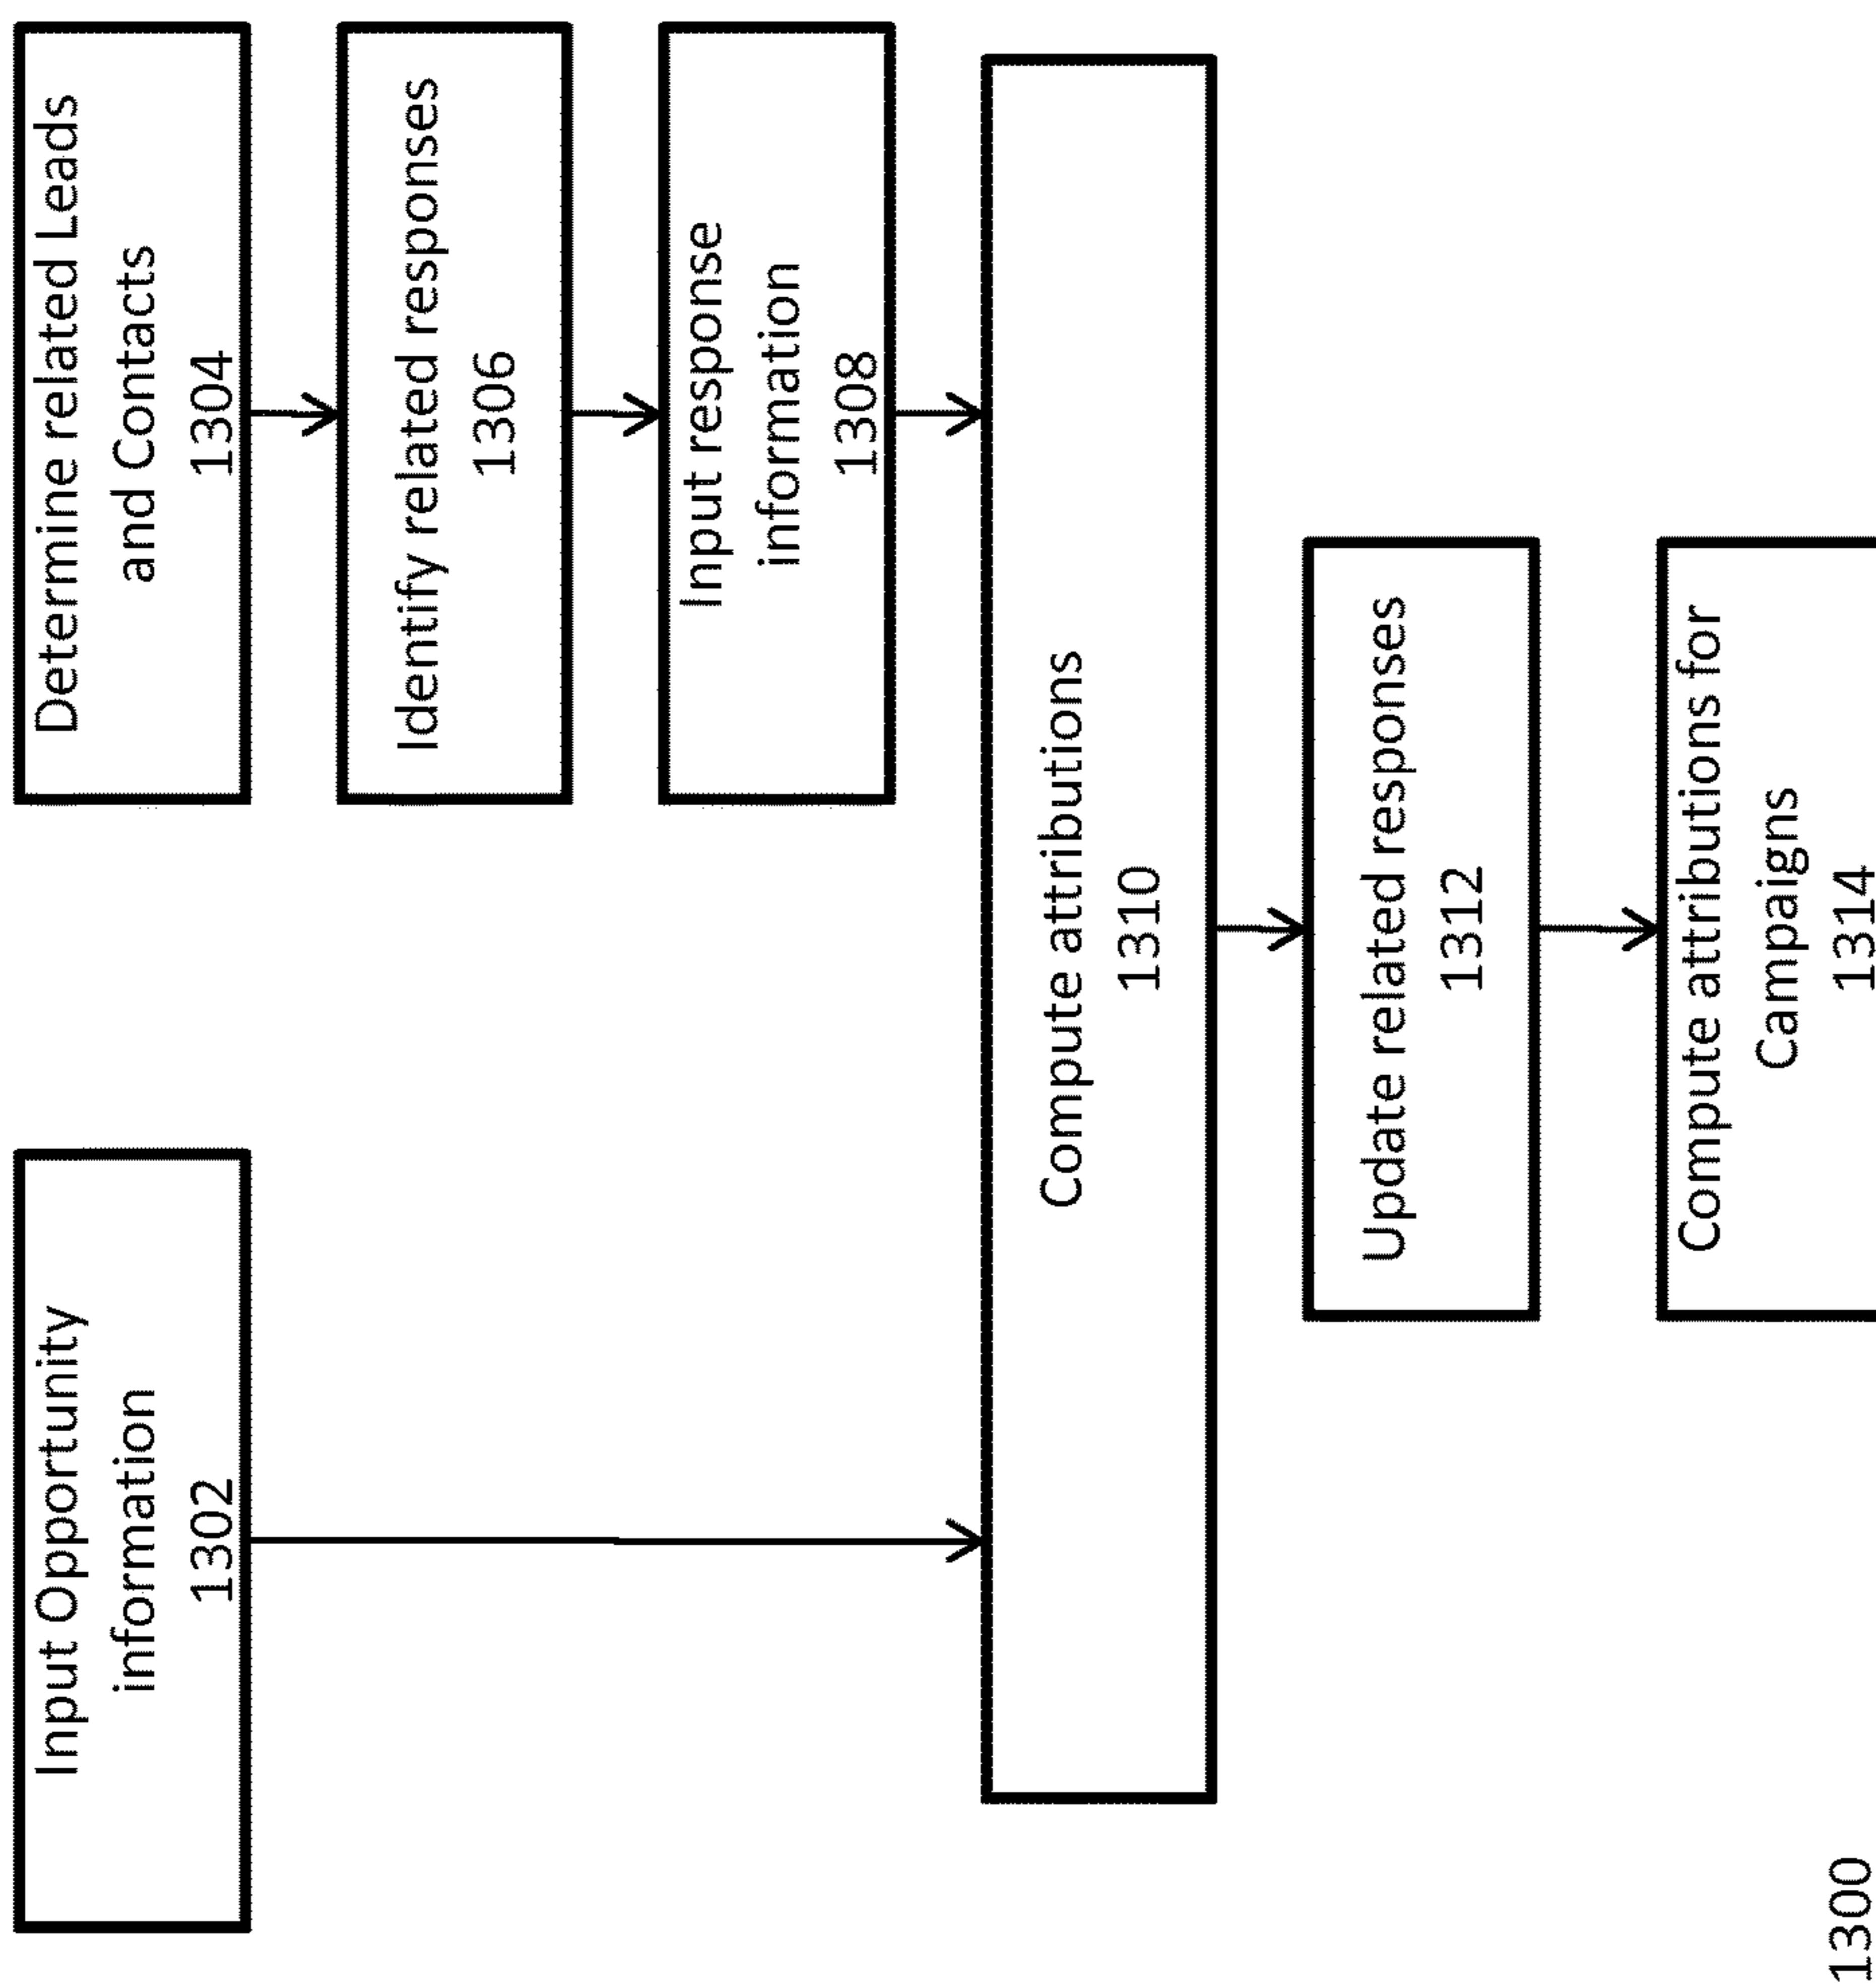 Input Opportunity
information
1302
Determine related Leads
and Contacts
1304
Identify related responses
1306
Input response
information
1308
Compute attributions
1310
Update related responses
1312
Compute attributions for
Campaigns
1314
1300